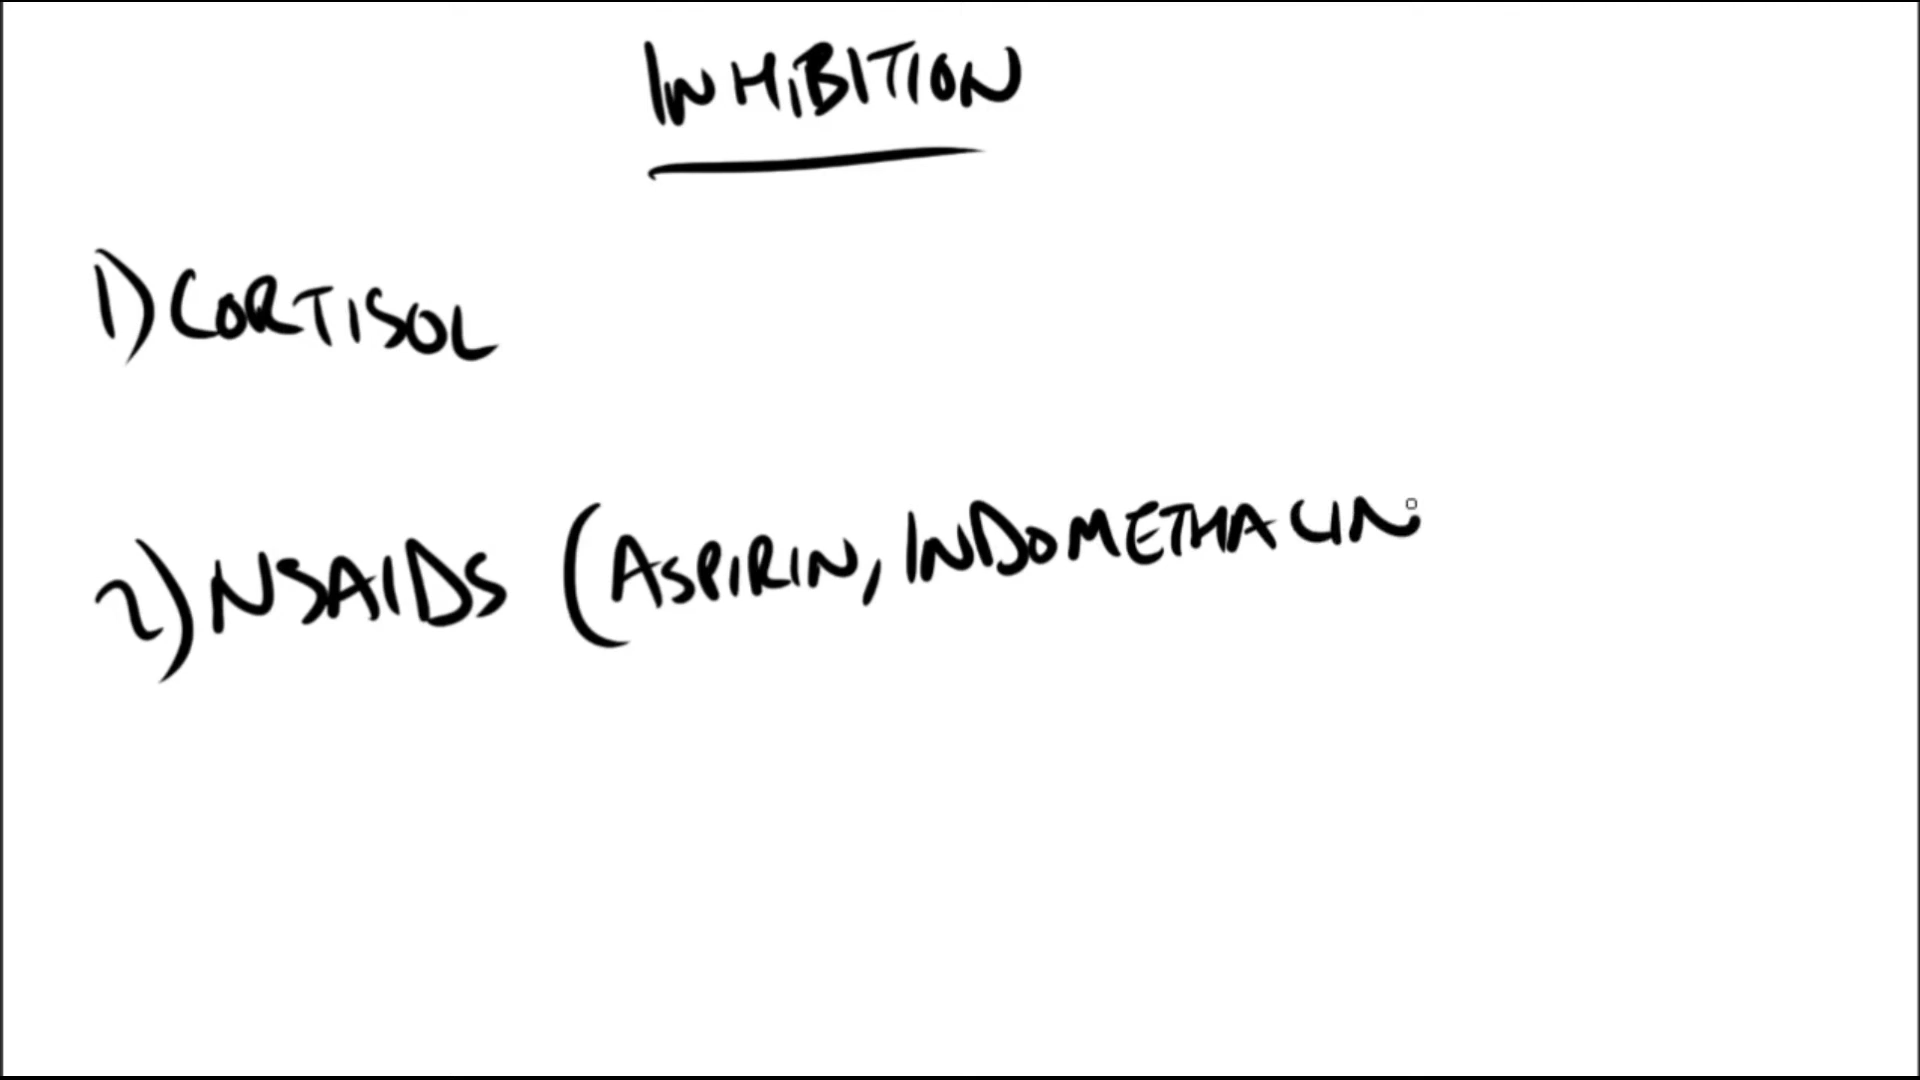 INHIBITION
1) CORTISOL
2) NSAIDS (ASPIRIN, INDOMETHACIN